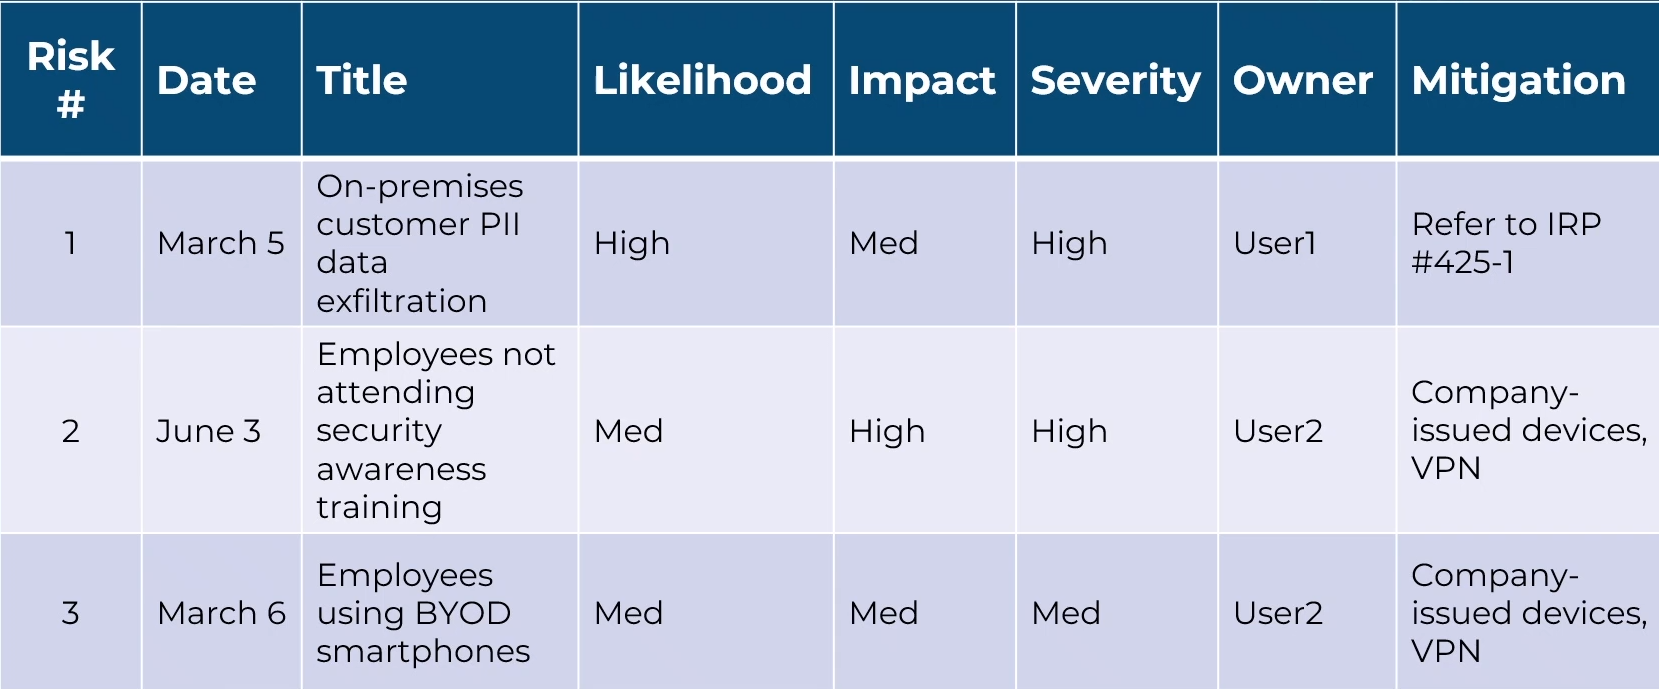 Risk #
Date
Title
Likelihood
Impact
Severity
Owner
Mitigation
1
March 5
On-premises
customer PII
data
exfiltration
High
Med
High
User1
Refer to IRP
#425-1
2
June 3
Employees not
attending
security
awareness
training
Med
High
High
User2
Company-
issued devices,
VPN
3
March 6
Employees
using BYOD
smartphones
Med
Med
Med
User2
Company-
issued devices,
VPN